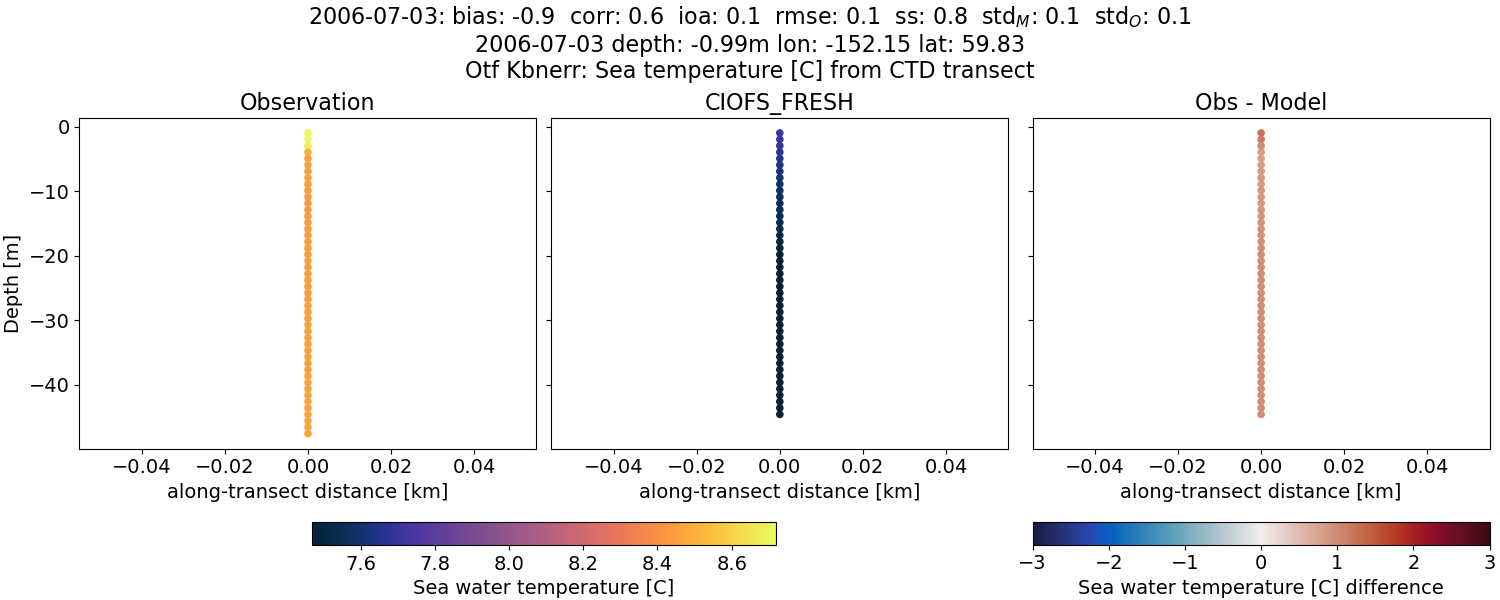 2006-07-03: bias: -0.9 corr: 0.6 ioa: 0.1 rmse: 0.1 ss: 0.8 std_M: 0.1 std_O: 0.1
2006-07-03 depth: -0.99m lon: -152.15 lat: 59.83
Otf Kbnerr: Sea temperature [C] from CTD transect
Observation CIOFS_FRESH Obs - Model
0
−10
−20
−30
−40
Depth [m]
−0.04 −0.02 0.00 0.02 0.04 −0.04 −0.02 0.00 0.02 0.04 −0.04 −0.02 0.00 0.02 0.04
along-transect distance [km] along-transect distance [km] along-transect distance [km]
7.6 7.8 8.0 8.2 8.4 8.6 −3 −2 −1 0 1 2 3
Sea water temperature [C] Sea water temperature [C] difference